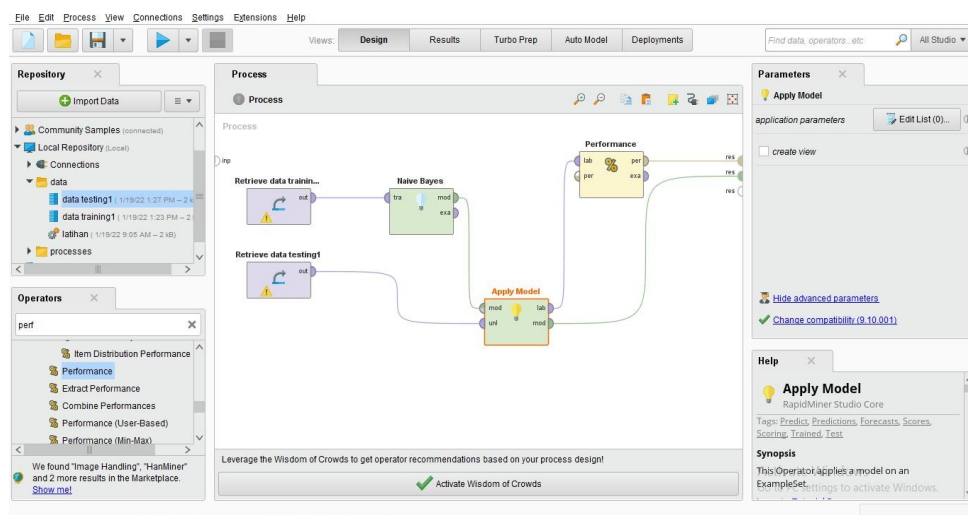 File Edit Process View Connections Settings Extensions Help
Views: Design Results Turbo Prep Auto Model Deployments
Find data, operators...etc
All Studio
Repository
Import Data
Community Samples (connected)
Local Repository (Local)
Connections
data
data testing1 ( 1/19/22 1:27 PM – 2 k
data training1 ( 1/19/22 1:23 PM – 2
latihan ( 1/19/22 9:05 AM – 2 kB)
processes
Operators
perf
Item Distribution Performance
Performance
Extract Performance
Combine Performances
Performance (User-Based)
Performance (Min-Max)
We found "Image Handling", "HanMiner"
and 2 more results in the Marketplace.
Show me!
Process
Process
Process
inp
Retrieve data trainin...
out
Naive Bayes
tra mod
exa
Retrieve data testing1
out
Apply Model
mod lab
unl mod
Performance
lab per
per exa
res
res
res
Leverage the Wisdom of Crowds to get operator recommendations based on your process design!
Activate Wisdom of Crowds
Parameters
Apply Model
application parameters
Edit List (0)...
create view
Hide advanced parameters
Change compatibility (9.10.001)
Help
Apply Model
RapidMiner Studio Core
Tags: Predict, Predictions, Forecasts, Scores,
Scoring, Trained, Test
Synopsis
This Operator applies a model on an
ExampleSet.
Go to PC settings to activate Windows.